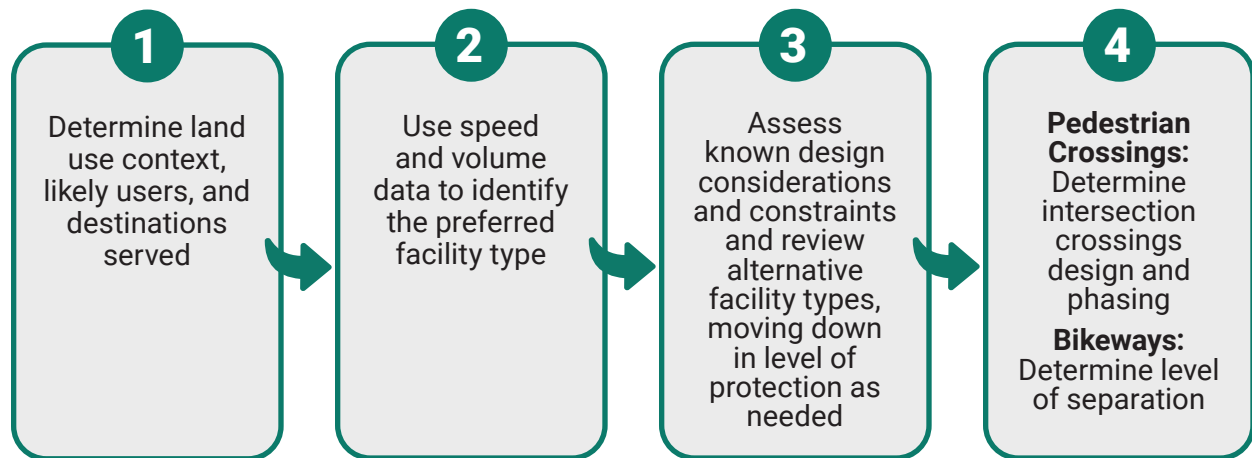 1
Determine land
use context,
likely users, and
destinations
served
2
Use speed
and volume
data to identify
the preferred
facility type
3
Assess
known design
considerations
and constraints
and review
alternative
facility types,
moving down
in level of
protection as
needed
4
Pedestrian
Crossings:
Determine
intersection
crossings
design and
phasing
Bikeways:
Determine level
of separation